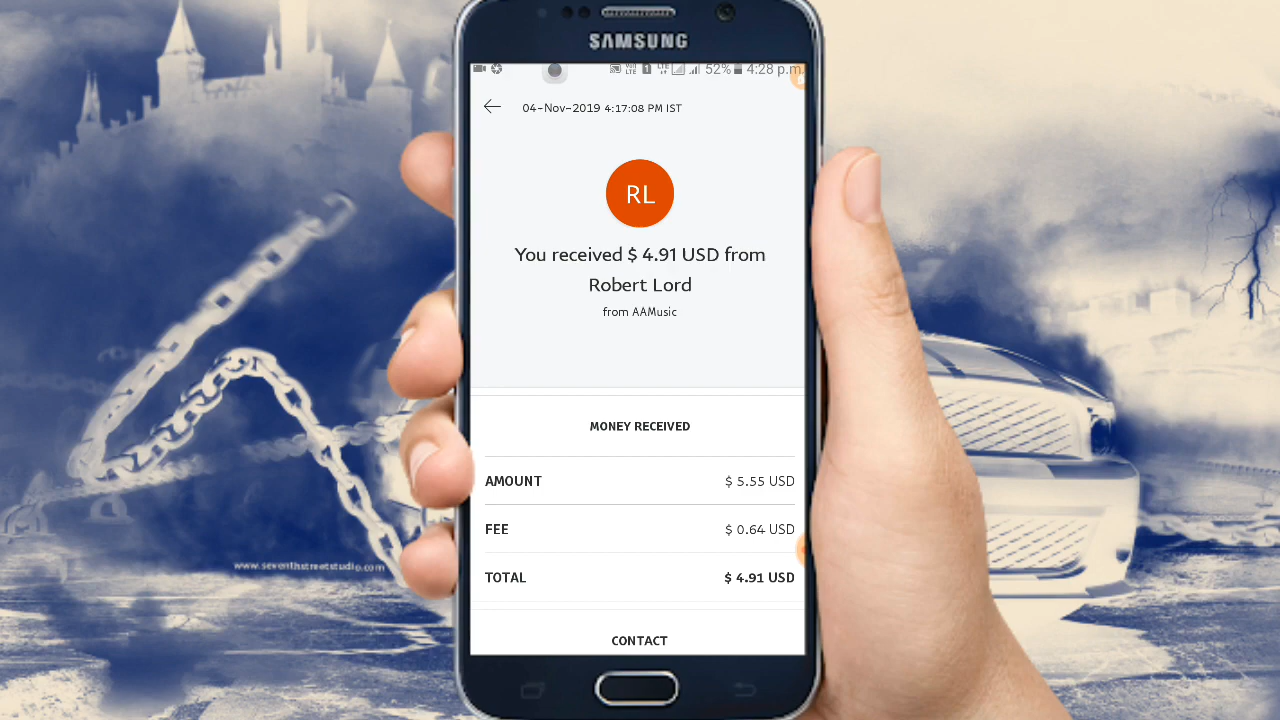 SAMSUNG
52% 4:28 p.m.
04-Nov-2019 4:17:08 PM IST
RL
You received $ 4.91 USD from
Robert Lord
from AAMusic
MONEY RECEIVED
AMOUNT $ 5.55 USD
FEE $ 0.64 USD
TOTAL $ 4.91 USD
CONTACT
www.seventhstreetstudio.com